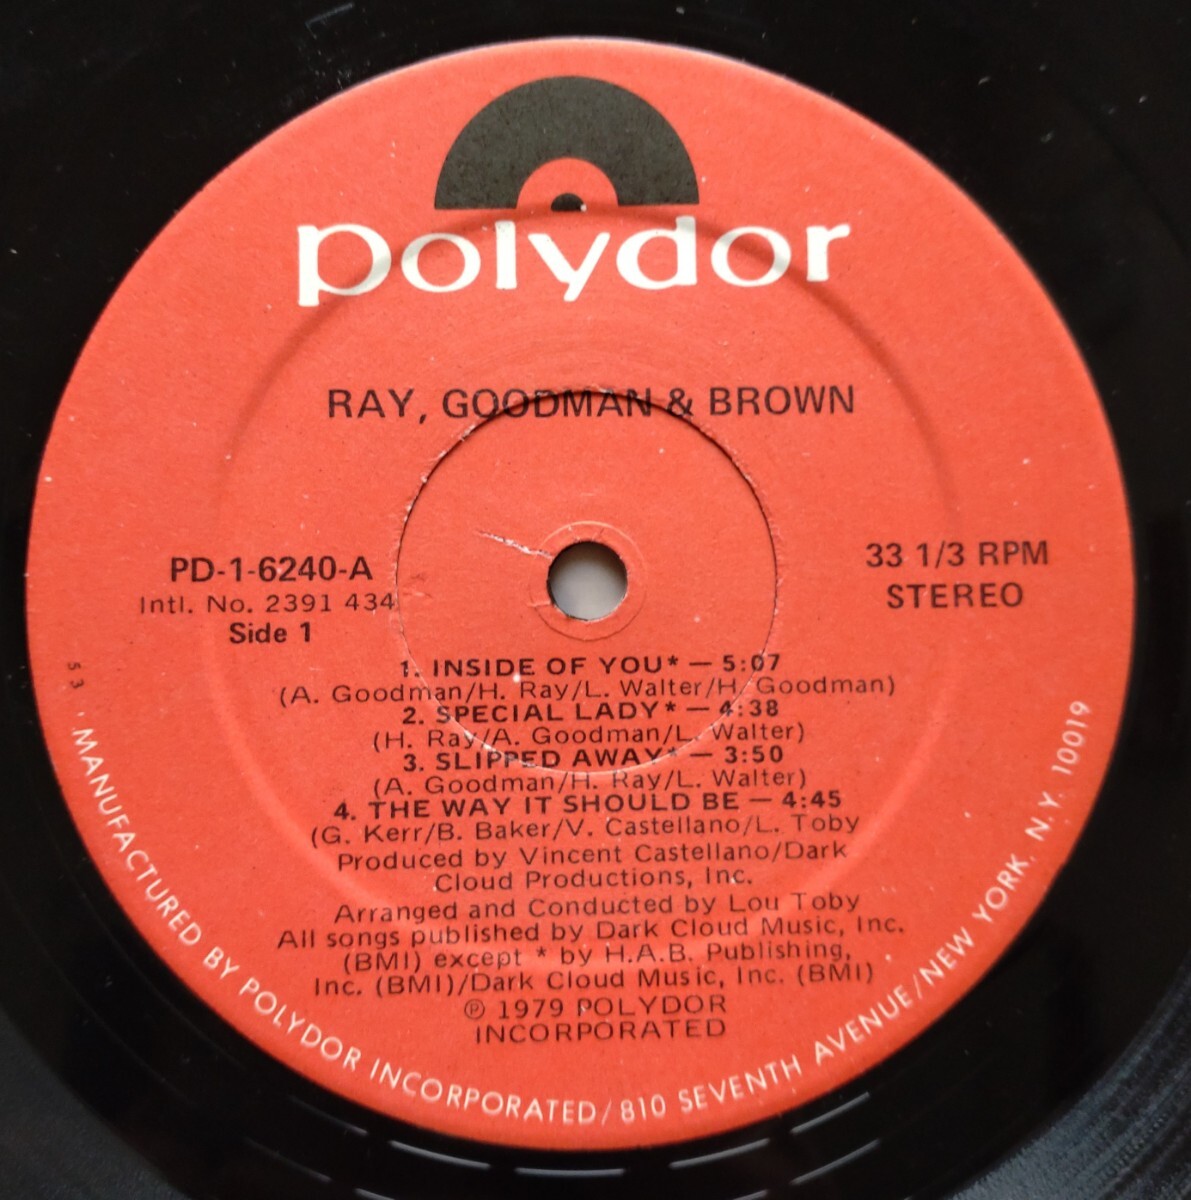 polydor
RAY, GOODMAN & BROWN
PD-1-6240-A
Intl. No. 2391 434
Side 1
33 1/3 RPM
STEREO
1. INSIDE OF YOU* — 5:07
(A. Goodman/H. Ray/L. Walter/H. Goodman)
2. SPECIAL LADY* — 4:38
(H. Ray/A. Goodman/L. Walter)
3. SLIPPED AWAY* — 3:50
(A. Goodman/H. Ray/L. Walter)
4. THE WAY IT SHOULD BE — 4:45
(G. Kerr/B. Baker/V. Castellano/L. Toby
Produced by Vincent Castellano/Dark
Cloud Productions, Inc.
Arranged and Conducted by Lou Toby
All songs published by Dark Cloud Music, Inc.
(BMI) except * by H.A.B. Publishing,
Inc. (BMI)/Dark Cloud Music, Inc. (BMI)
℗ 1979 POLYDOR
INCORPORATED
53
MANUFACTURED BY POLYDOR INCORPORATED/810 SEVENTH AVENUE/NEW YORK, N.Y. 10019